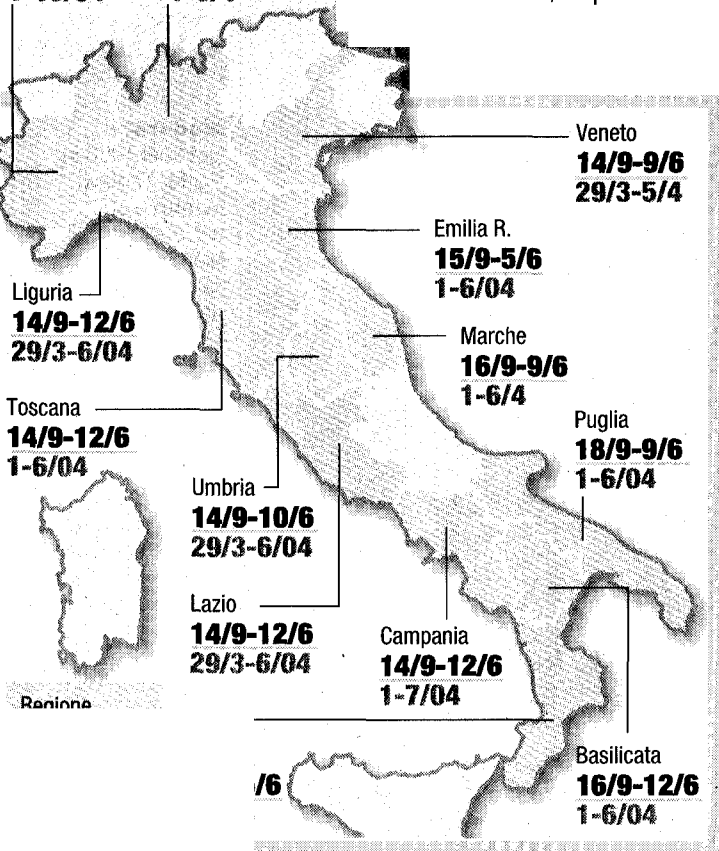 Veneto
14/9-9/6
29/3-5/4
Emilia R.
15/9-5/6
1-6/04
Liguria
14/9-12/6
29/3-6/04
Marche
16/9-9/6
1-6/4
Toscana
14/9-12/6
1-6/04
Puglia
18/9-9/6
1-6/04
Umbria
14/9-10/6
29/3-6/04
Lazio
14/9-12/6
29/3-6/04
Campania
14/9-12/6
1-7/04
Regione
/6
Basilicata
16/9-12/6
1-6/04